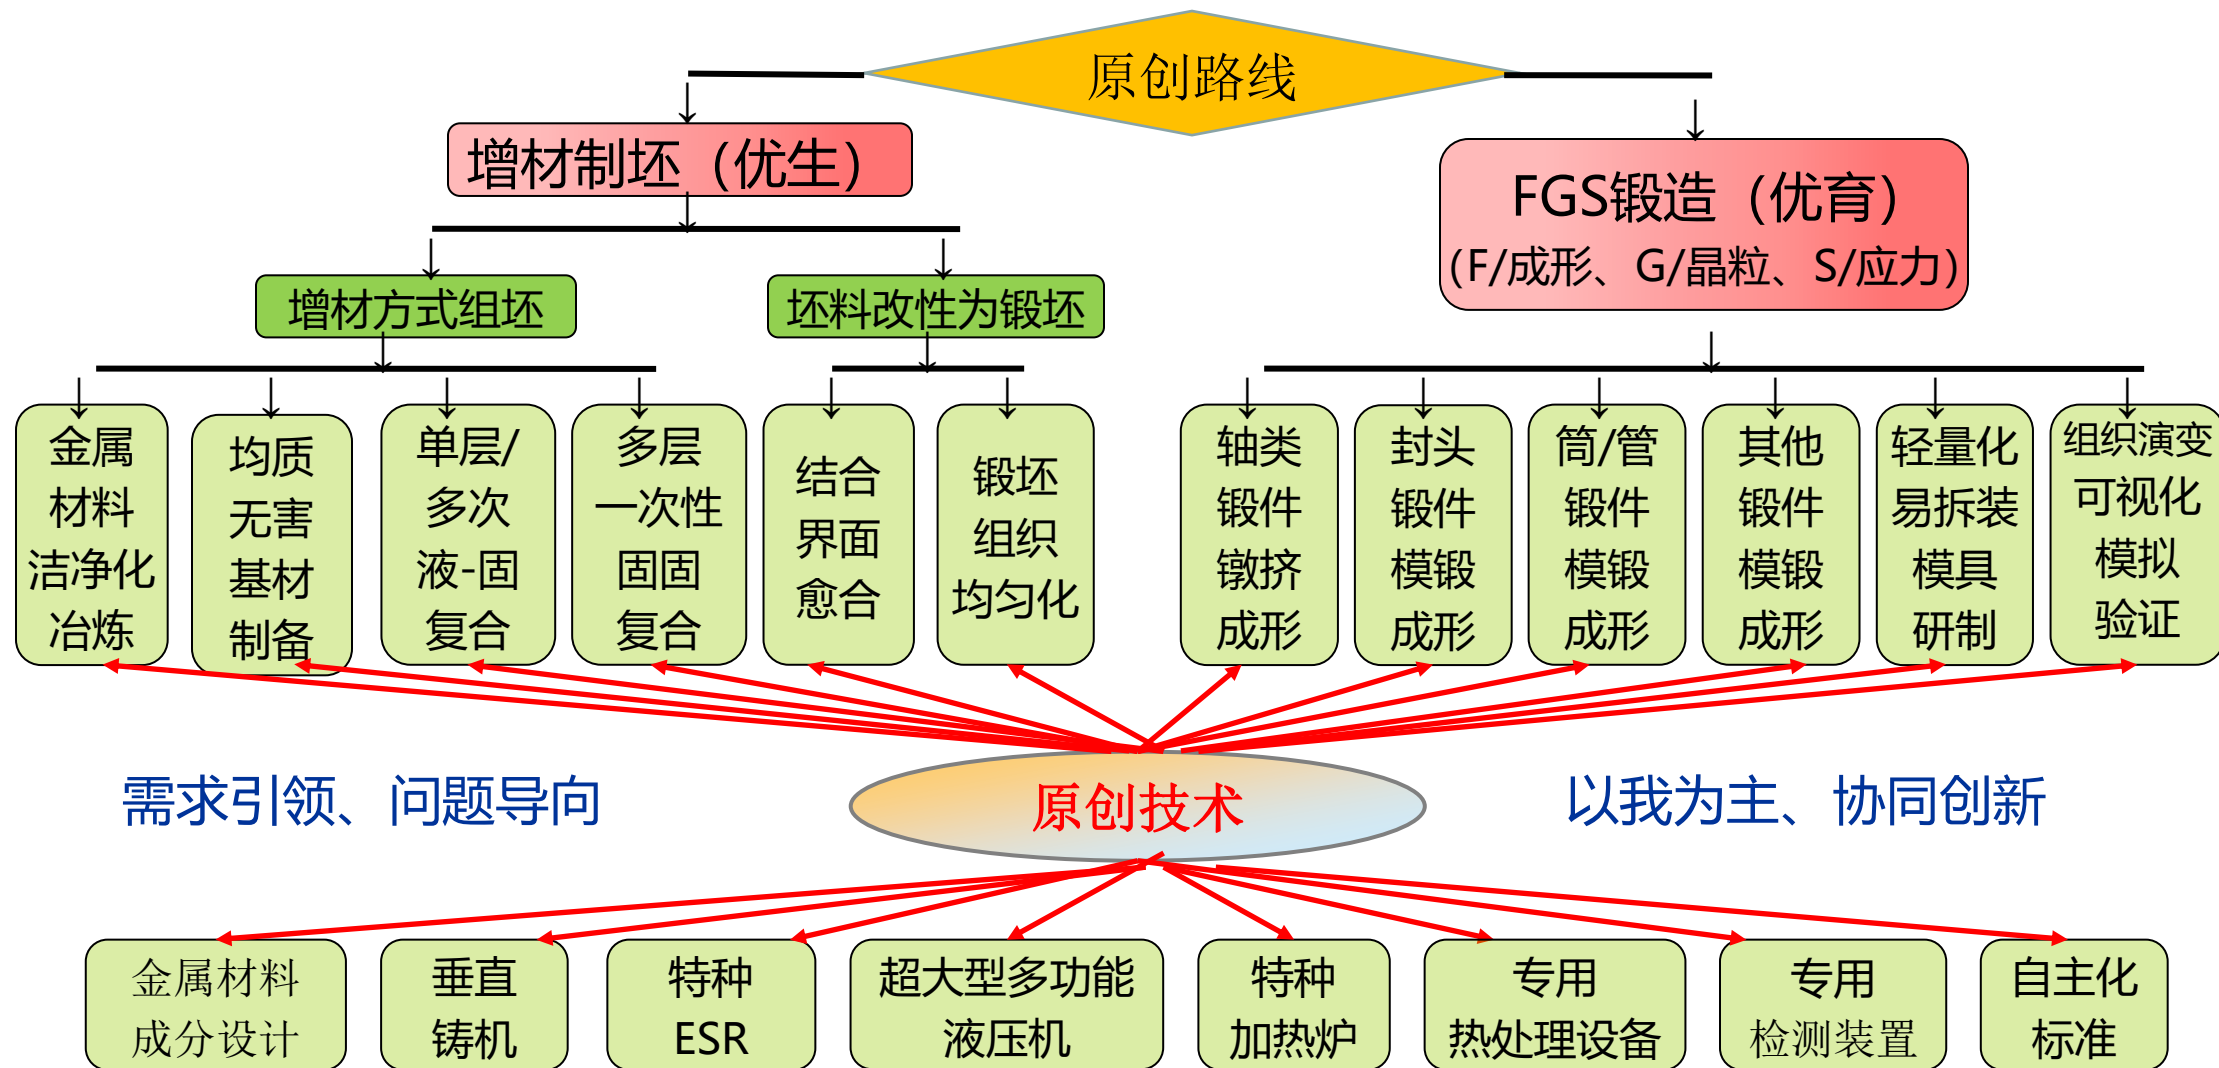 原创路线
增材制坯（优生）
FGS锻造（优育）
（F/成形、G/晶粒、S/应力）
增材方式组坯
坯料改性为锻坯
金属
材料
洁净化
冶炼
均质
无害
基材
制备
单层/
多次
液-固
复合
多层
一次性
固固
复合
结合
界面
愈合
锻坯
组织
均匀化
轴类
锻件
镦挤
成形
封头
锻件
模锻
成形
筒/管
锻件
模锻
成形
其他
锻件
模锻
成形
轻量化
易拆装
模具
研制
组织演变
可视化
模拟
验证
需求引领、问题导向
原创技术
以我为主、协同创新
金属材料
成分设计
垂直
铸机
特种
ESR
超大型多功能
液压机
特种
加热炉
专用
热处理设备
专用
检测装置
自主化
标准